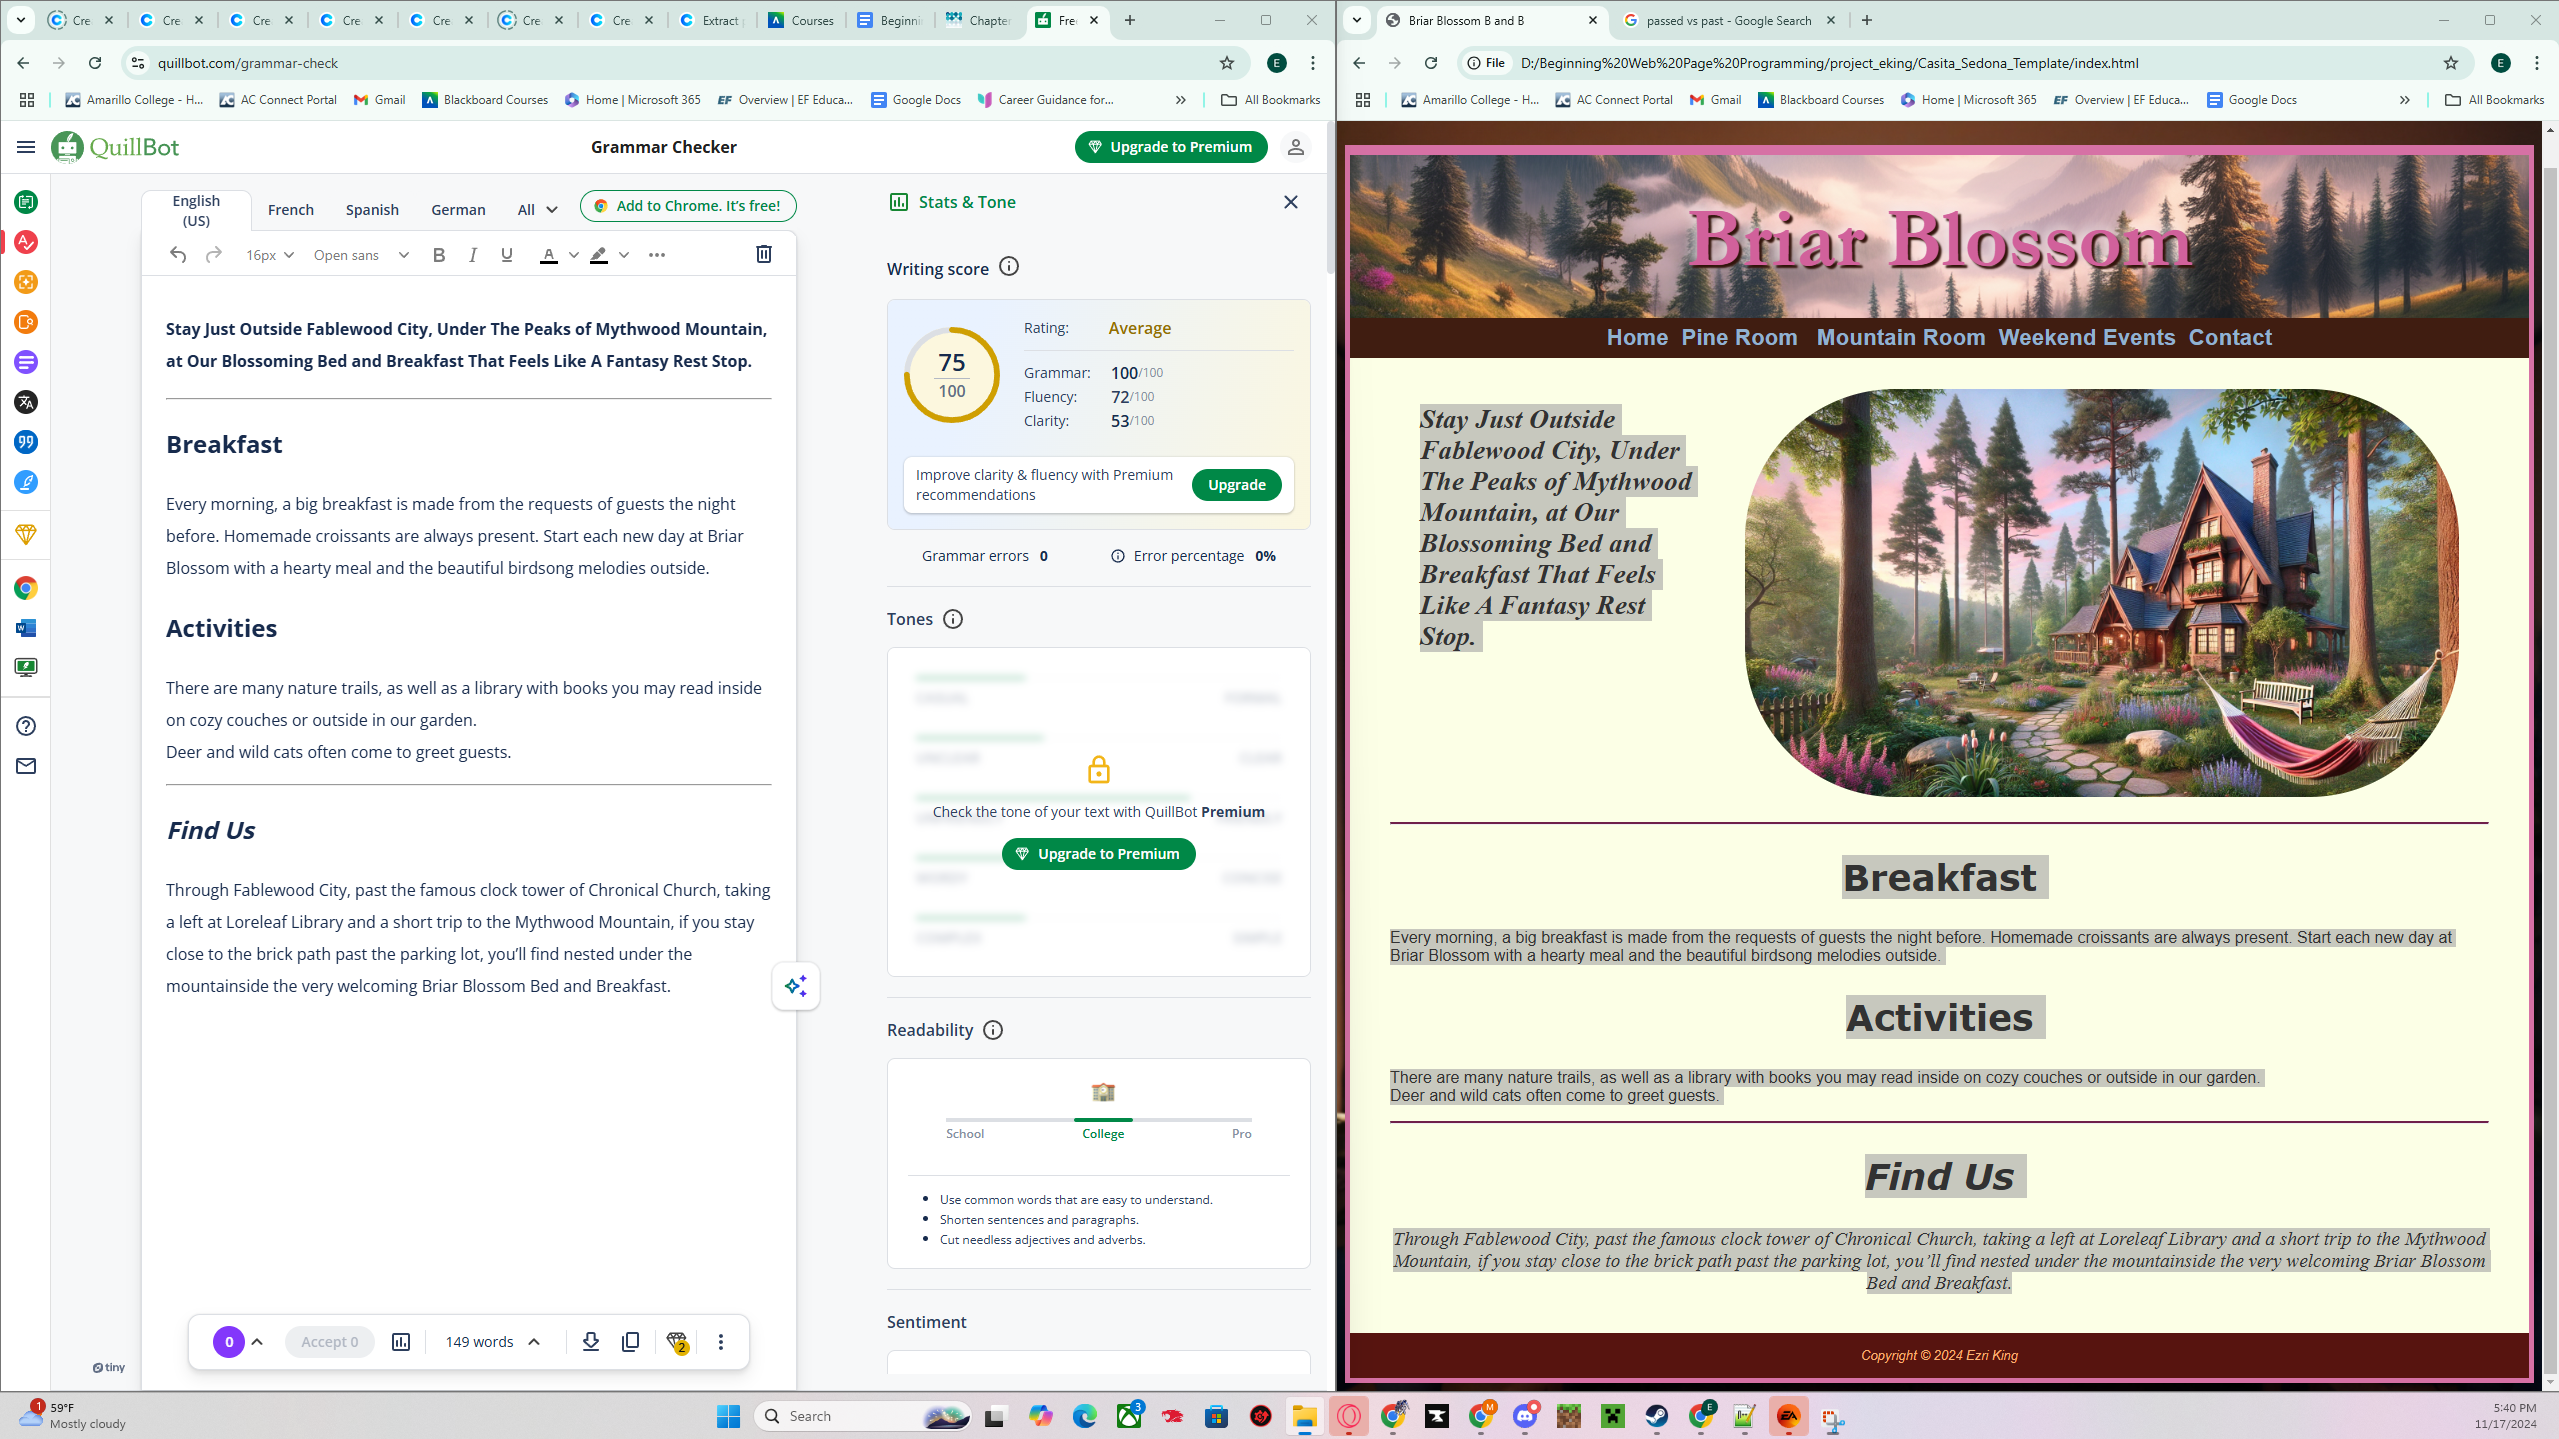 Cre
Cre
Cre
Cre
Cre
Cre
Cre
Extract
Courses
Beginni
Chapter
Fre
quillbot.com/grammar-check
Amarillo College - H...
AC Connect Portal
Gmail
Blackboard Courses
Home | Microsoft 365
EF Overview | EF Educa...
Google Docs
Career Guidance for...
»
All Bookmarks
QuillBot
Grammar Checker
Upgrade to Premium
English
(US)
French
Spanish
German
All
Add to Chrome. It's free!
16px
Open sans
B I U A
Stay Just Outside Fablewood City, Under The Peaks of Mythwood Mountain,
at Our Blossoming Bed and Breakfast That Feels Like A Fantasy Rest Stop.
Breakfast
Every morning, a big breakfast is made from the requests of guests the night
before. Homemade croissants are always present. Start each new day at Briar
Blossom with a hearty meal and the beautiful birdsong melodies outside.
Activities
There are many nature trails, as well as a library with books you may read inside
on cozy couches or outside in our garden.
Deer and wild cats often come to greet guests.
Find Us
Through Fablewood City, past the famous clock tower of Chronical Church, taking
a left at Loreleaf Library and a short trip to the Mythwood Mountain, if you stay
close to the brick path past the parking lot, you'll find nested under the
mountainside the very welcoming Briar Blossom Bed and Breakfast.
0
Accept 0
149 words
2
tiny
Stats & Tone
Writing score
75
100
Rating: Average
Grammar: 100/100
Fluency: 72/100
Clarity: 53/100
Improve clarity & fluency with Premium
recommendations
Upgrade
Grammar errors 0
Error percentage 0%
Tones
Check the tone of your text with QuillBot Premium
Upgrade to Premium
Readability
School
College
Pro
Use common words that are easy to understand.
Shorten sentences and paragraphs.
Cut needless adjectives and adverbs.
Sentiment
Briar Blossom B and B
passed vs past - Google Search
File
D:/Beginning%20Web%20Page%20Programming/project_eking/Casita_Sedona_Template/index.html
E
Amarillo College - H...
AC Connect Portal
Gmail
Blackboard Courses
Home | Microsoft 365
EF Overview | EF Educa...
Google Docs
»
All Bookmarks
Briar Blossom
Home Pine Room Mountain Room Weekend Events Contact
Stay Just Outside
Fablewood City, Under
The Peaks of Mythwood
Mountain, at Our
Blossoming Bed and
Breakfast That Feels
Like A Fantasy Rest
Stop.
Breakfast
Every morning, a big breakfast is made from the requests of guests the night before. Homemade croissants are always present. Start each new day at
Briar Blossom with a hearty meal and the beautiful birdsong melodies outside.
Activities
There are many nature trails, as well as a library with books you may read inside on cozy couches or outside in our garden.
Deer and wild cats often come to greet guests.
Find Us
Through Fablewood City, past the famous clock tower of Chronical Church, taking a left at Loreleaf Library and a short trip to the Mythwood
Mountain, if you stay close to the brick path past the parking lot, you'll find nested under the mountainside the very welcoming Briar Blossom
Bed and Breakfast.
Copyright © 2024 Ezri King
1
59°F
Mostly cloudy
Search
3
M
E
EA
5:40 PM
11/17/2024